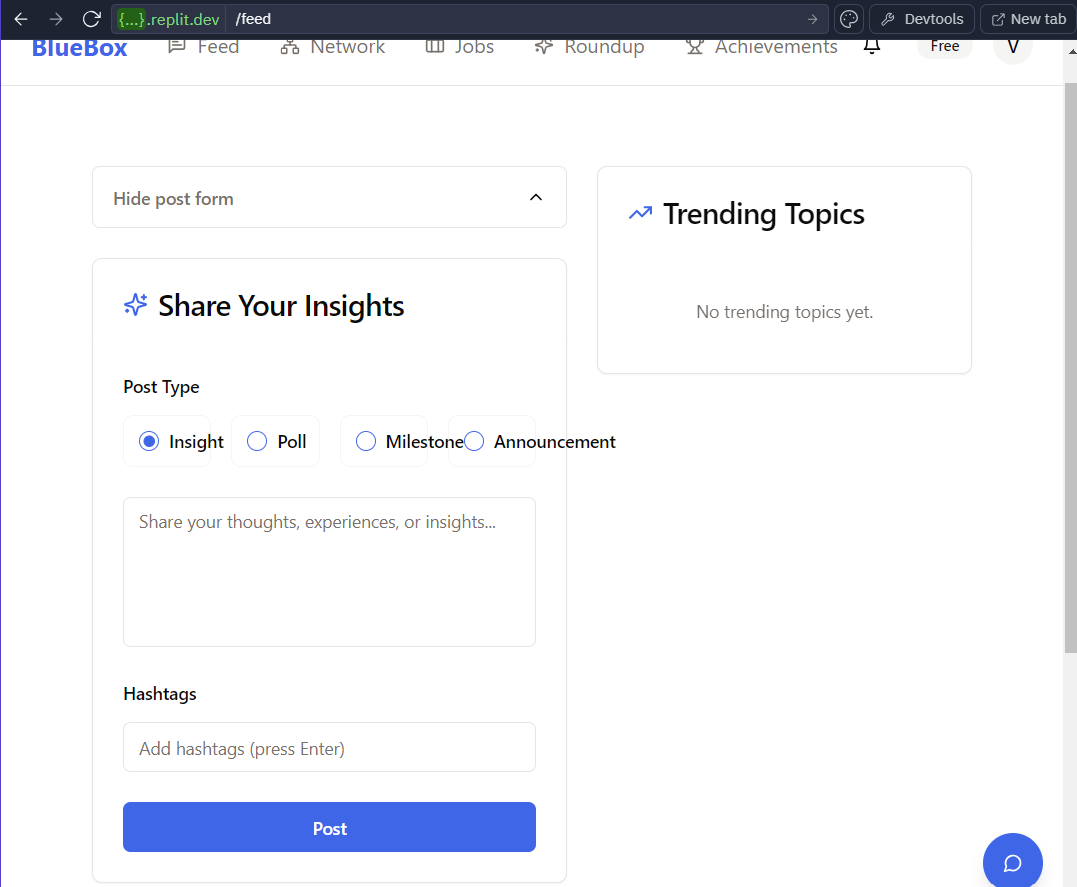 {...}.replit.dev /feed Devtools New tab
BlueBox Feed Network Jobs Roundup Achievements Free V
Hide post form
Trending Topics
No trending topics yet.
Share Your Insights
Post Type
Insight Poll Milestone Announcement
Share your thoughts, experiences, or insights...
Hashtags
Add hashtags (press Enter)
Post